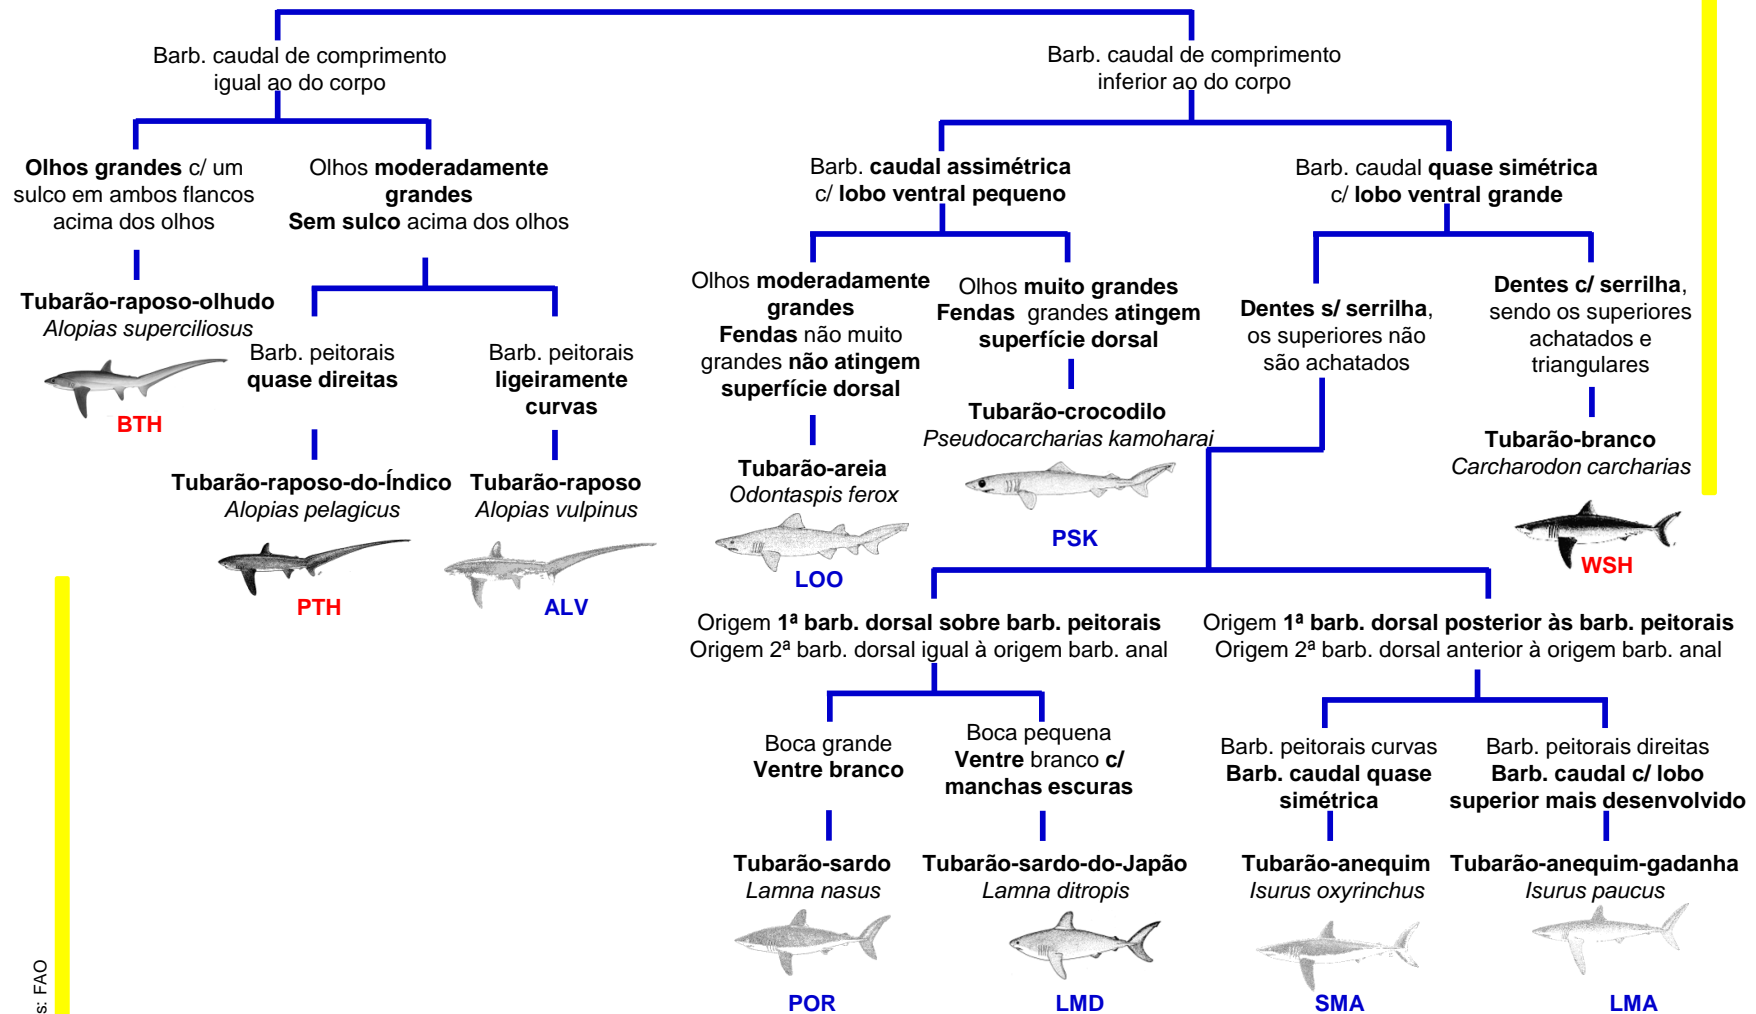 Barb. caudal de comprimento
igual ao do corpo
Barb. caudal de comprimento
inferior ao do corpo
Olhos grandes c/ um
sulco em ambos flancos
acima dos olhos
Olhos moderadamente
grandes
Sem sulco acima dos olhos
Barb. caudal assimétrica
c/ lobo ventral pequeno
Barb. caudal quase simétrica
c/ lobo ventral grande
Tubarão-raposo-olhudo
Alopias superciliosus
BTH
Barb. peitorais
quase direitas
Barb. peitorais
ligeiramente
curvas
Olhos moderadamente
grandes
Fendas não muito
grandes não atingem
superfície dorsal
Olhos muito grandes
Fendas grandes atingem
superfície dorsal
Dentes s/ serrilha,
os superiores não
são achatados
Dentes c/ serrilha,
sendo os superiores
achatados e
triangulares
Tubarão-raposo-do-Índico
Alopias pelagicus
PTH
Tubarão-raposo
Alopias vulpinus
ALV
Tubarão-areia
Odontaspis ferox
LOO
Tubarão-crocodilo
Pseudocarcharias kamoharai
PSK
Tubarão-branco
Carcharodon carcharias
WSH
Origem 1ª barb. dorsal sobre barb. peitorais
Origem 2ª barb. dorsal igual à origem barb. anal
Origem 1ª barb. dorsal posterior às barb. peitorais
Origem 2ª barb. dorsal anterior à origem barb. anal
Boca grande
Ventre branco
Boca pequena
Ventre branco c/
manchas escuras
Barb. peitorais curvas
Barb. caudal quase
simétrica
Barb. peitorais direitas
Barb. caudal c/ lobo
superior mais desenvolvido
Tubarão-sardo
Lamna nasus
POR
Tubarão-sardo-do-Japão
Lamna ditropis
LMD
Tubarão-anequim
Isurus oxyrinchus
SMA
Tubarão-anequim-gadanha
Isurus paucus
LMA
s: FAO